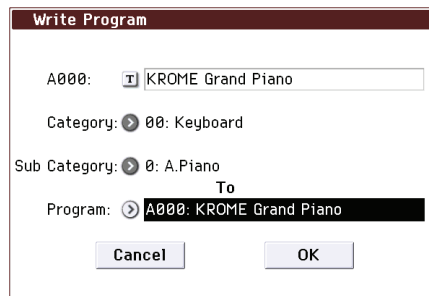 Write Program
A000: T KROME Grand Piano
Category: 00: Keyboard
Sub Category: 0: A.Piano
To
Program: A000: KROME Grand Piano
Cancel OK